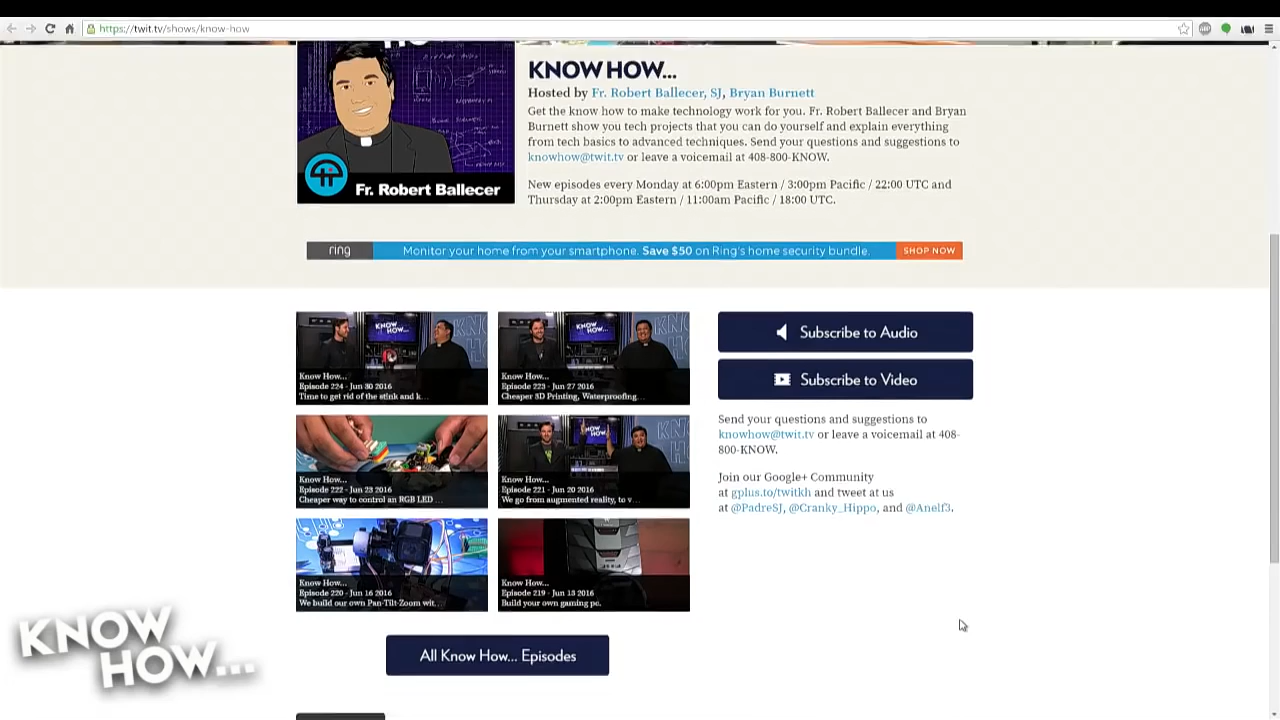 https://twit.tv/shows/know-how
KNOW HOW...
Hosted by Fr. Robert Ballecer, SJ, Bryan Burnett
Get the know how to make technology work for you. Fr. Robert Ballecer and Bryan
Burnett show you tech projects that you can do yourself and explain everything
from tech basics to advanced techniques. Send your questions and suggestions to
knowhow@twit.tv or leave a voicemail at 408-800-KNOW.
New episodes every Monday at 6:00pm Eastern / 3:00pm Pacific / 22:00 UTC and
Thursday at 2:00pm Eastern / 11:00am Pacific / 18:00 UTC.
Fr. Robert Ballecer
ring
Monitor your home from your smartphone. Save $50 on Ring's home security bundle.
SHOP NOW
KNOW HOW...
Know How...
Episode 224 - Jun 30 2016
Time to get rid of the stink and k...
KNOW HOW...
Know How...
Episode 223 - Jun 27 2016
Cheaper 3D Printing, Waterproofing...
Know How...
Episode 222 - Jun 23 2016
Cheaper way to control an RGB LED ...
Know How...
Episode 221 - Jun 20 2016
We go from augmented reality, to v...
Know How...
Episode 220 - Jun 16 2016
We build our own Pan-Tilt-Zoom wit...
Know How...
Episode 219 - Jun 13 2016
Build your own gaming pc.
All Know How... Episodes
Subscribe to Audio
Subscribe to Video
Send your questions and suggestions to
knowhow@twit.tv or leave a voicemail at 408-
800-KNOW.
Join our Google+ Community
at gplus.to/twitkh and tweet at us
at @PadreSJ, @Cranky_Hippo, and @Anelf3.
KNOW
HOW...